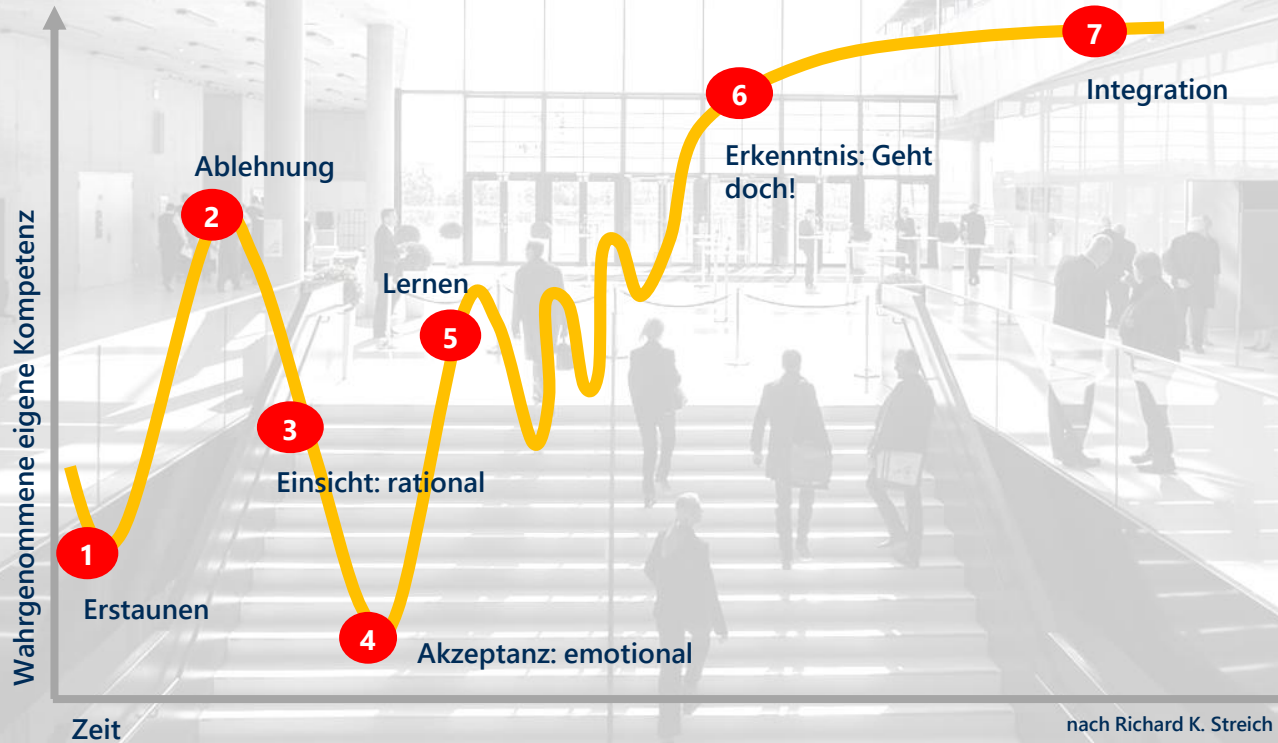 7
Integration
6
Erkenntnis: Geht
doch!
Ablehnung
2
Lernen
5
3
Einsicht: rational
1
Erstaunen
4
Akzeptanz: emotional
Wahrgenommene eigene Kompetenz
Zeit
nach Richard K. Streich